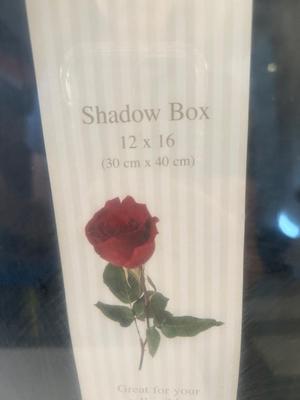 Shadow Box
12 x 16
(30 cm x 40 cm)
Great for your